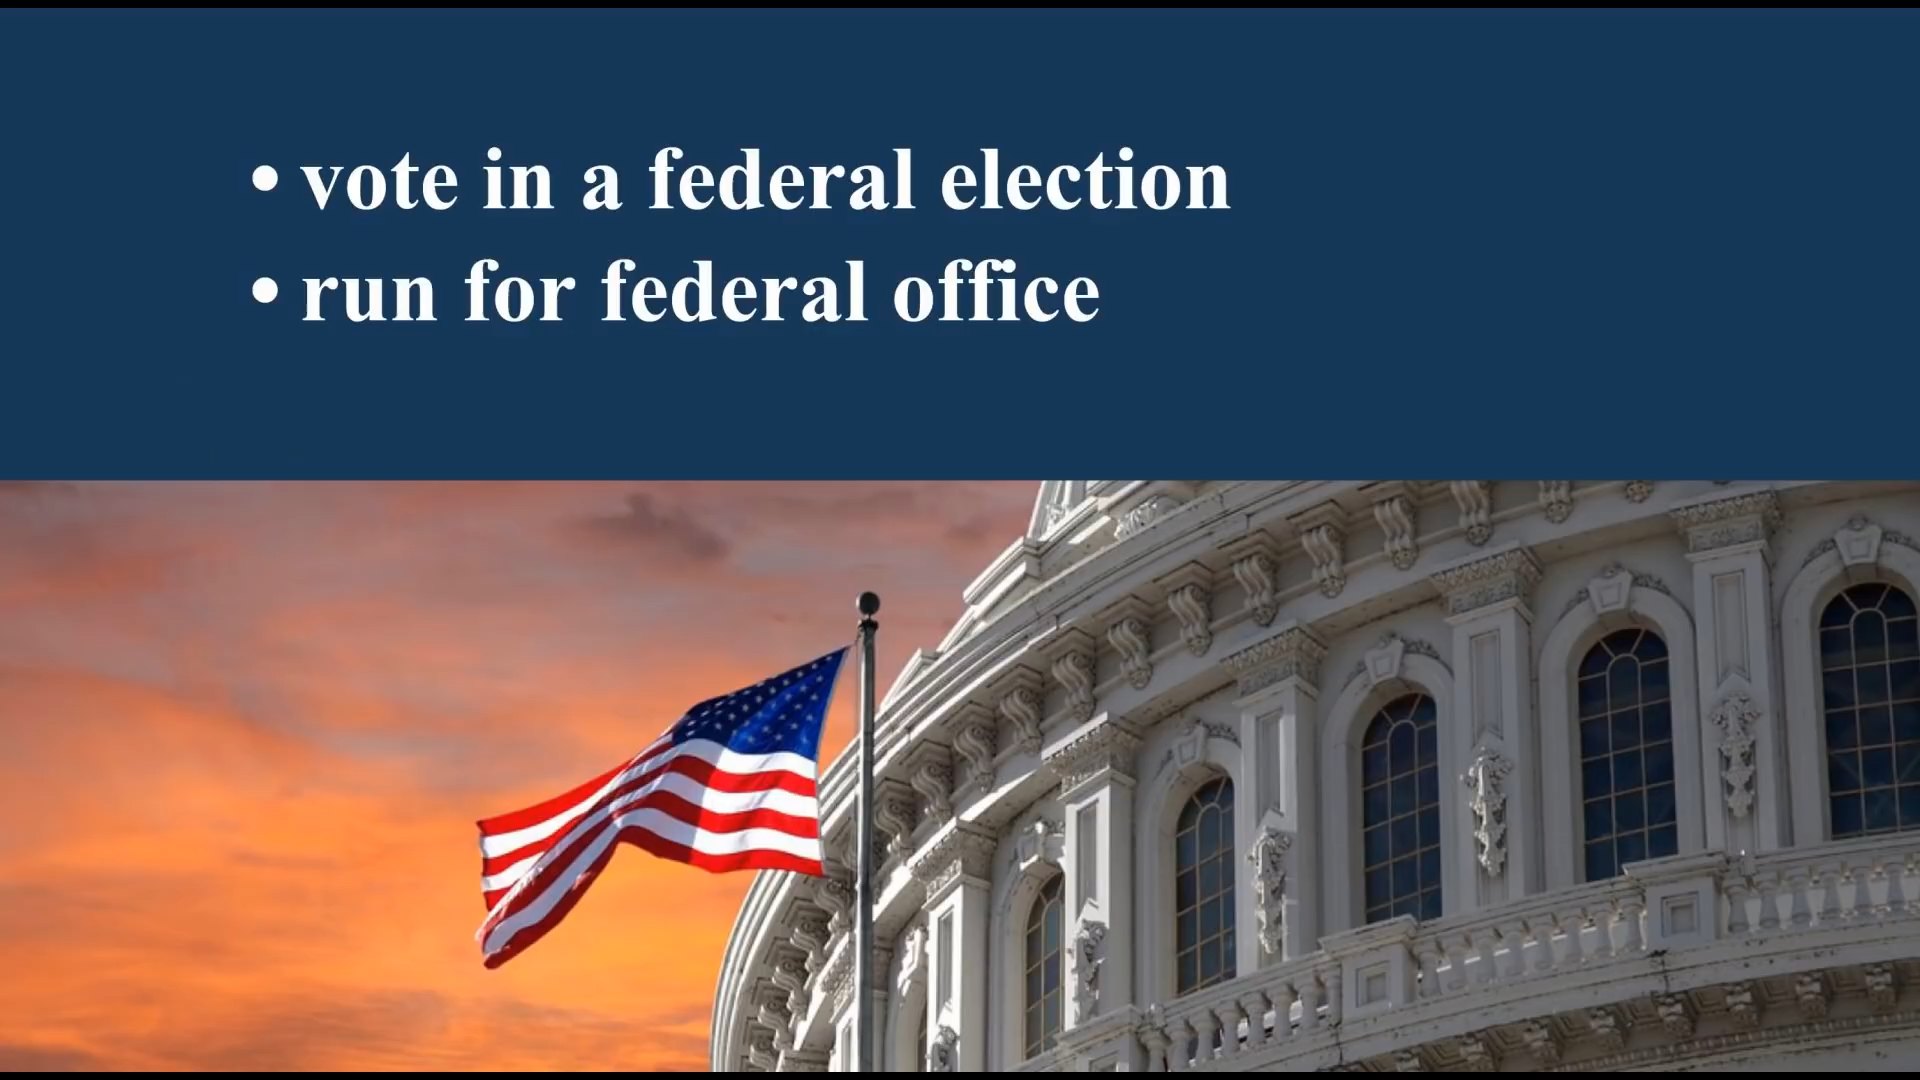 • vote in a federal election
• run for federal office